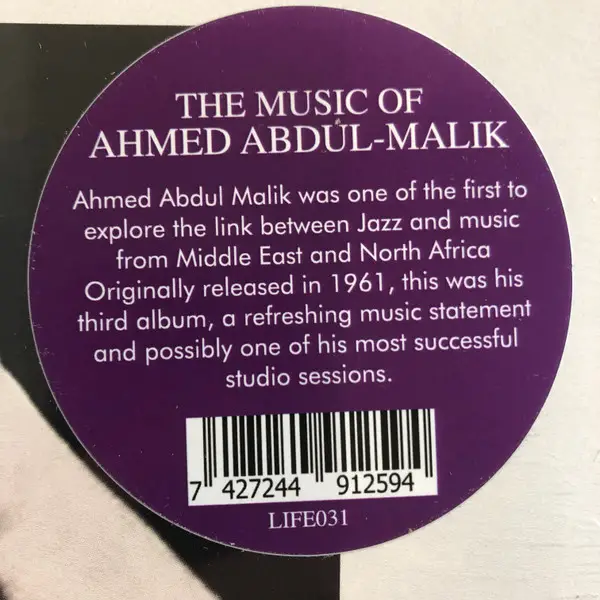 THE MUSIC OF
AHMED ABDUL-MALIK
Ahmed Abdul Malik was one of the first to
explore the link between Jazz and music
from Middle East and North Africa
Originally released in 1961, this was his
third album, a refreshing music statement
and possibly one of his most successful
studio sessions.
7 427244 912594
LIFE031